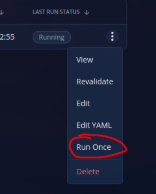 LAST RUN STATUS
2:55 Running
View
Revalidate
Edit
Edit YAML
Run Once
Delete